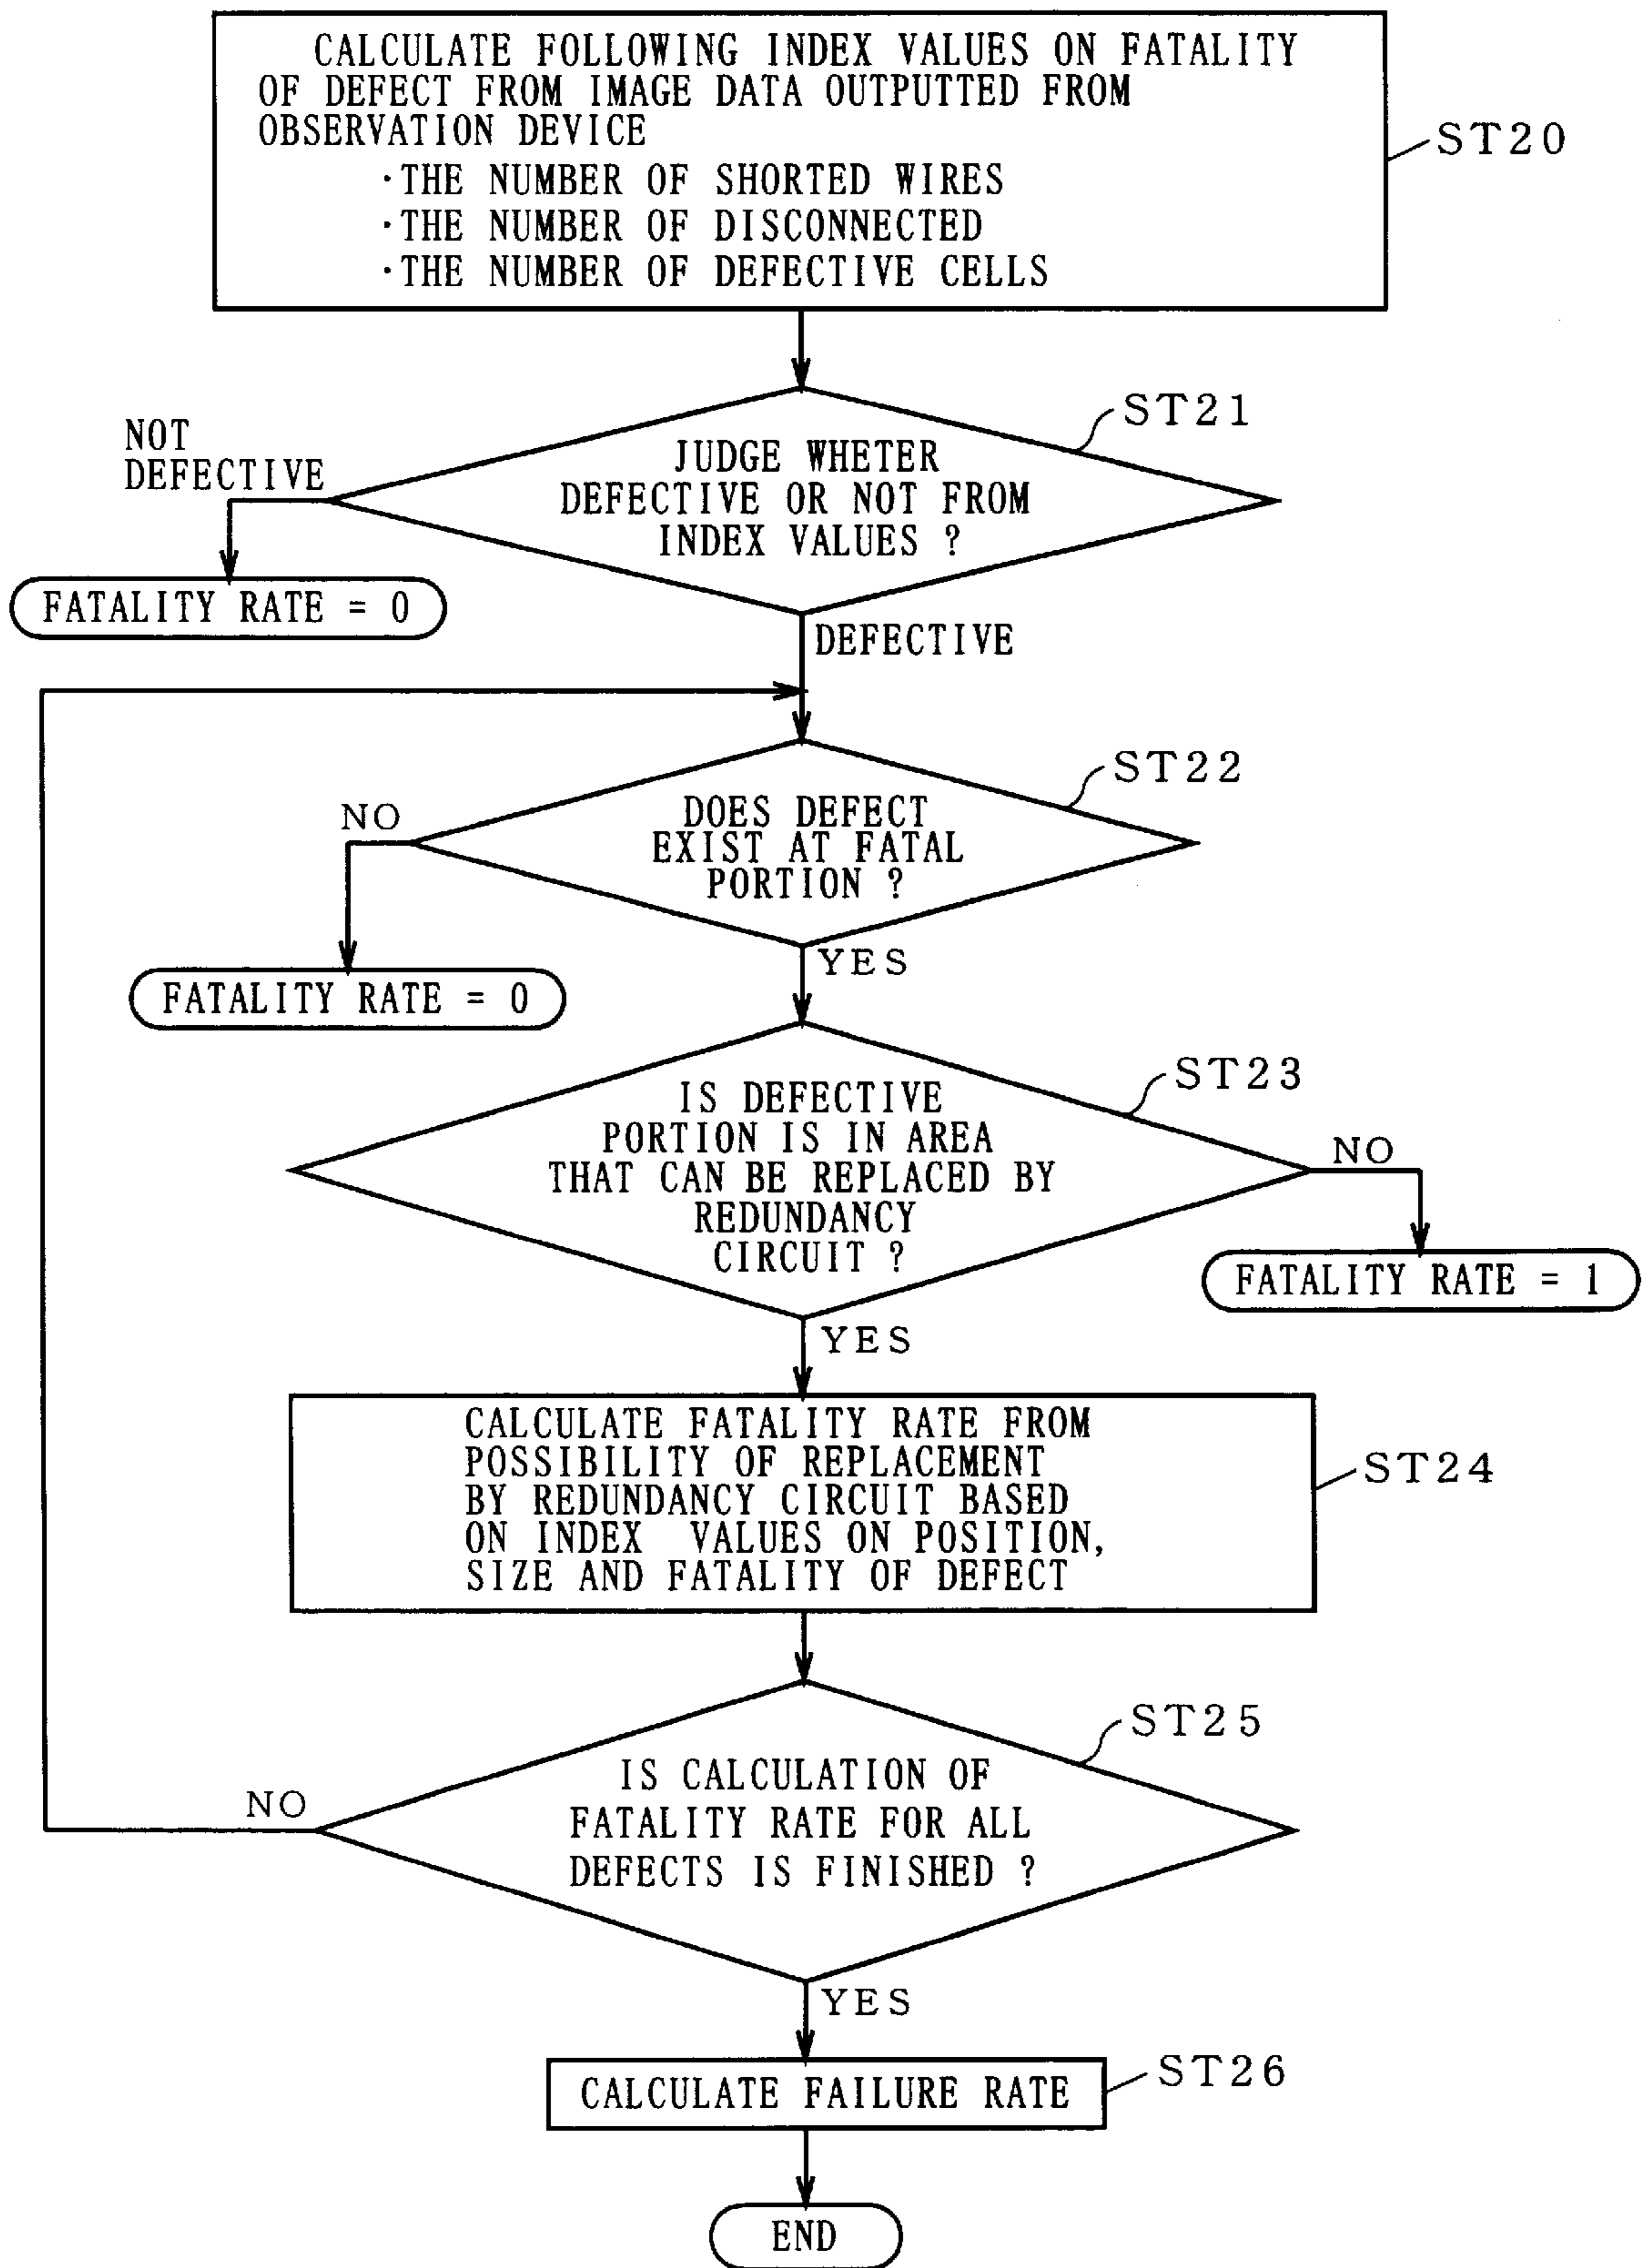 CALCULATE FOLLOWING INDEX VALUES ON FATALITY
OF DEFECT FROM IMAGE DATA OUTPUTTED FROM
OBSERVATION DEVICE
·THE NUMBER OF SHORTED WIRES
·THE NUMBER OF DISCONNECTED
·THE NUMBER OF DEFECTIVE CELLS
ST20
ST21
JUDGE WHETER
DEFECTIVE OR NOT FROM
INDEX VALUES ?
NOT
DEFECTIVE
FATALITY RATE = 0
DEFECTIVE
ST22
DOES DEFECT
EXIST AT FATAL
PORTION ?
NO
FATALITY RATE = 0
YES
ST23
IS DEFECTIVE
PORTION IS IN AREA
THAT CAN BE REPLACED BY
REDUNDANCY
CIRCUIT ?
NO
FATALITY RATE = 1
YES
CALCULATE FATALITY RATE FROM
POSSIBILITY OF REPLACEMENT
BY REDUNDANCY CIRCUIT BASED
ON INDEX VALUES ON POSITION,
SIZE AND FATALITY OF DEFECT
ST24
ST25
IS CALCULATION OF
FATALITY RATE FOR ALL
DEFECTS IS FINISHED ?
NO
YES
CALCULATE FAILURE RATE
ST26
END